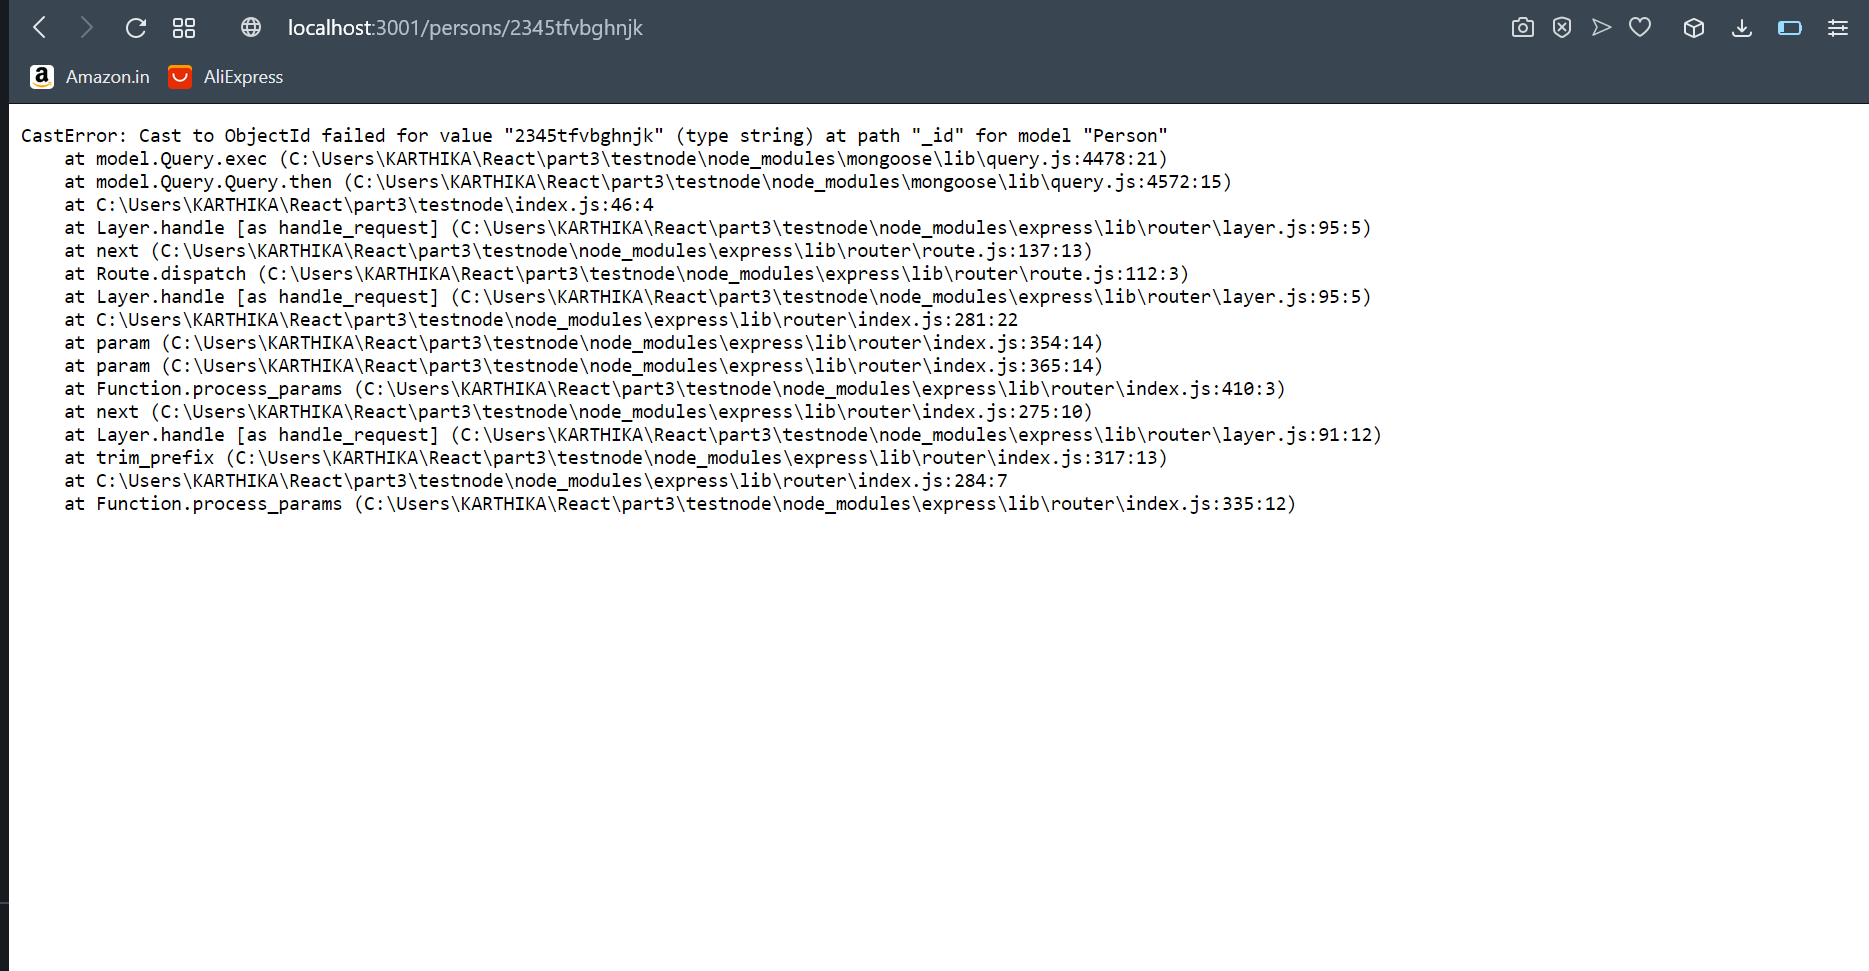 localhost:3001/persons/2345tfvbghnjk
Amazon.in AliExpress
CastError: Cast to ObjectId failed for value "2345tfvbghnjk" (type string) at path "_id" for model "Person"
    at model.Query.exec (C:\Users\KARTHIKA\React\part3\testnode\node_modules\mongoose\lib\query.js:4478:21)
    at model.Query.Query.then (C:\Users\KARTHIKA\React\part3\testnode\node_modules\mongoose\lib\query.js:4572:15)
    at C:\Users\KARTHIKA\React\part3\testnode\index.js:46:4
    at Layer.handle [as handle_request] (C:\Users\KARTHIKA\React\part3\testnode\node_modules\express\lib\router\layer.js:95:5)
    at next (C:\Users\KARTHIKA\React\part3\testnode\node_modules\express\lib\router\route.js:137:13)
    at Route.dispatch (C:\Users\KARTHIKA\React\part3\testnode\node_modules\express\lib\router\route.js:112:3)
    at Layer.handle [as handle_request] (C:\Users\KARTHIKA\React\part3\testnode\node_modules\express\lib\router\layer.js:95:5)
    at C:\Users\KARTHIKA\React\part3\testnode\node_modules\express\lib\router\index.js:281:22
    at param (C:\Users\KARTHIKA\React\part3\testnode\node_modules\express\lib\router\index.js:354:14)
    at param (C:\Users\KARTHIKA\React\part3\testnode\node_modules\express\lib\router\index.js:365:14)
    at Function.process_params (C:\Users\KARTHIKA\React\part3\testnode\node_modules\express\lib\router\index.js:410:3)
    at next (C:\Users\KARTHIKA\React\part3\testnode\node_modules\express\lib\router\index.js:275:10)
    at Layer.handle [as handle_request] (C:\Users\KARTHIKA\React\part3\testnode\node_modules\express\lib\router\layer.js:91:12)
    at trim_prefix (C:\Users\KARTHIKA\React\part3\testnode\node_modules\express\lib\router\index.js:317:13)
    at C:\Users\KARTHIKA\React\part3\testnode\node_modules\express\lib\router\index.js:284:7
    at Function.process_params (C:\Users\KARTHIKA\React\part3\testnode\node_modules\express\lib\router\index.js:335:12)